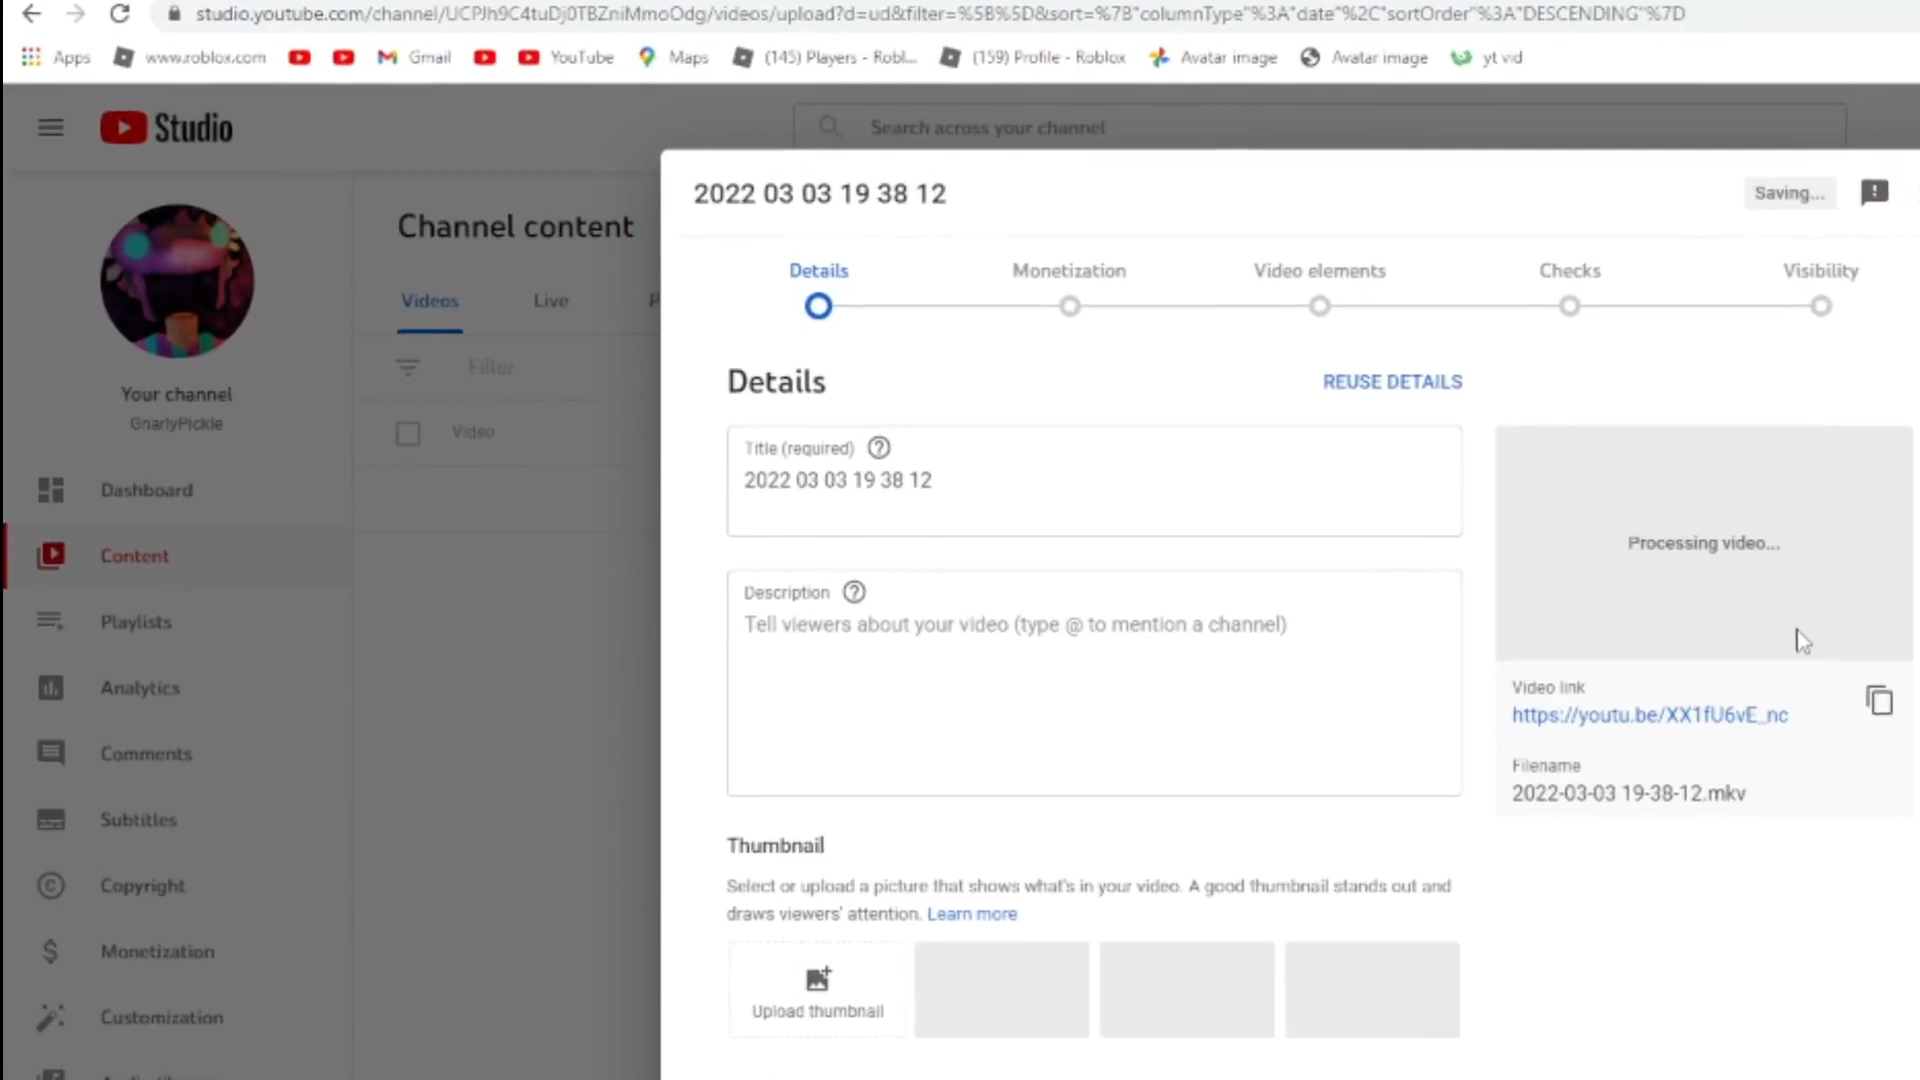 studio.youtube.com/channel/UCPJh9C4tuDj0TBZniMmoOdg/videos/upload?d=ud&filter=%5B%5D&sort=%7B"columnType"%3A"date"%2C"sortOrder"%3A"DESCENDING"%7D
Apps www.roblox.com Gmail YouTube Maps (145) Players - Robl... (159) Profile - Roblox Avatar image Avatar image yt vid
Studio
Search across your channel
2022 03 03 19 38 12
Saving...
Channel content
Details Monetization Video elements Checks Visibility
Videos Live P
Filter
Details
REUSE DETAILS
Your channel
GnarlyPickle
Video
Title (required)
2022 03 03 19 38 12
Dashboard
Processing video...
Content
Description
Tell viewers about your video (type @ to mention a channel)
Playlists
Analytics
Video link
https://youtu.be/XX1fU6vE_nc
Comments
Filename
2022-03-03 19-38-12.mkv
Subtitles
Thumbnail
Copyright
Select or upload a picture that shows what's in your video. A good thumbnail stands out and
draws viewers' attention. Learn more
Monetization
Upload thumbnail
Customization